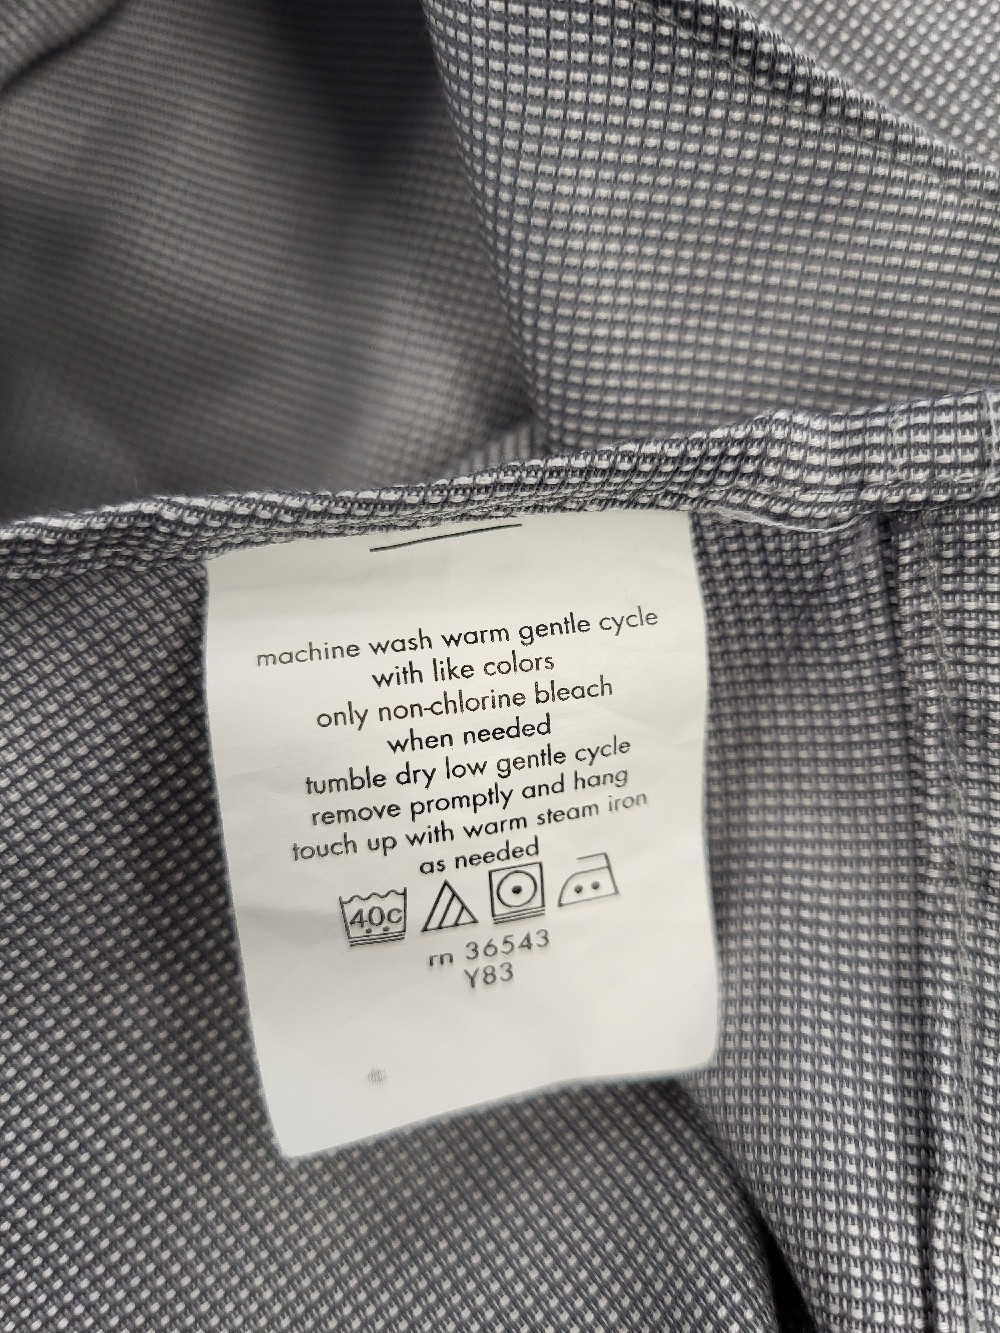 machine wash warm gentle cycle
with like colors
only non-chlorine bleach
when needed
tumble dry low gentle cycle
remove promptly and hang
touch up with warm steam iron
as needed
40c
rn 36543
Y83